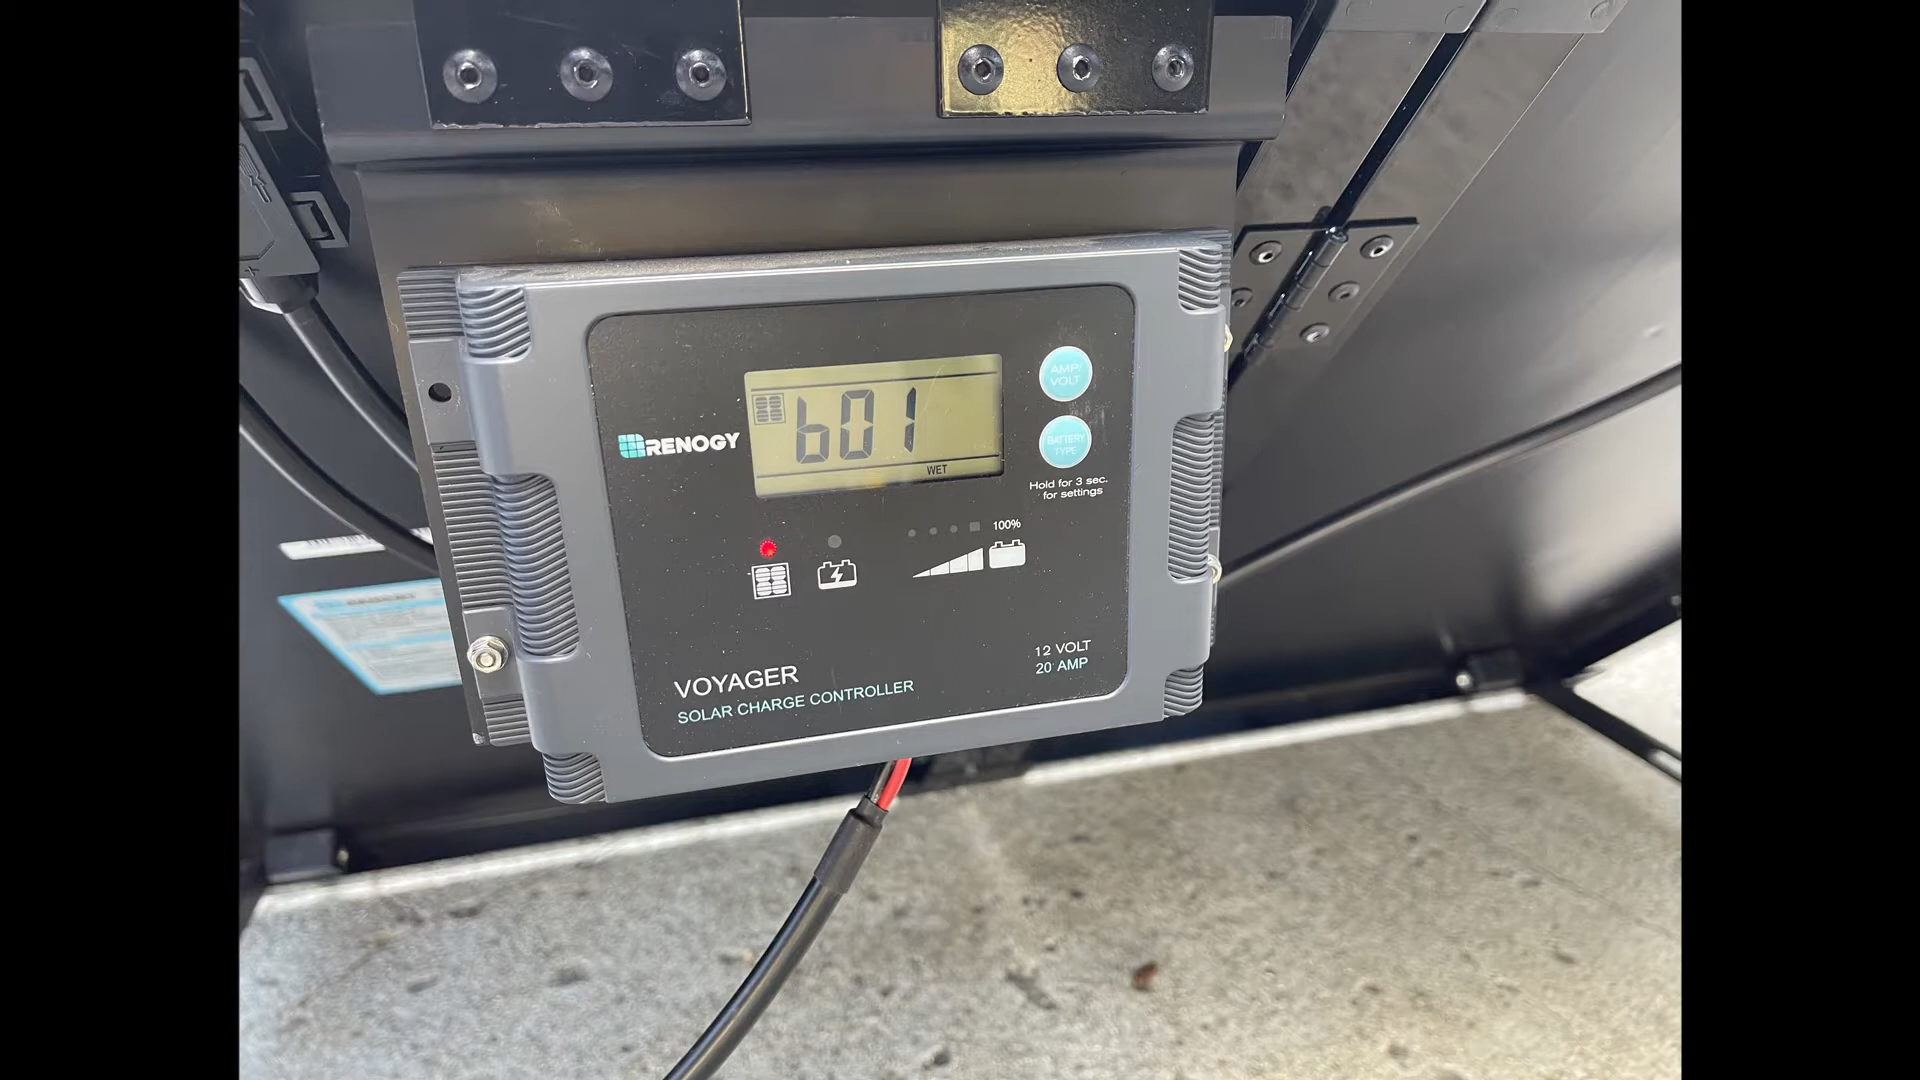 RENOGY
b01
WET
AMP/
VOLT
BATTERY
TYPE
Hold for 3 sec.
for settings
100%
12 VOLT
20 AMP
VOYAGER
SOLAR CHARGE CONTROLLER